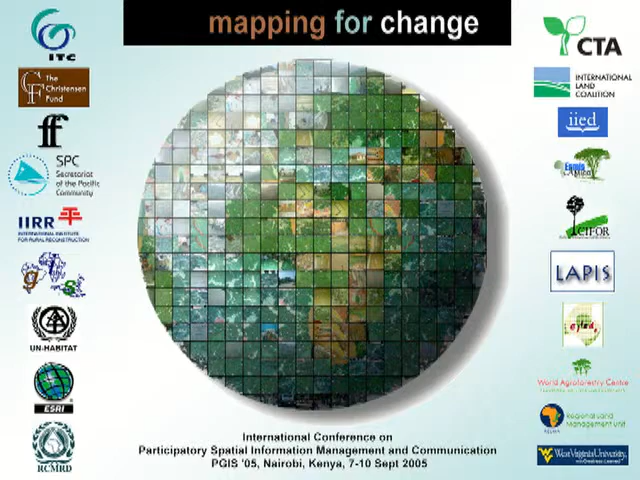 mapping for change
ITC
The
Christensen
Fund
ff
SPC
Secretariat
of the Pacific
Community
IIRR
INTERNATIONAL INSTITUTE
FOR RURAL RECONSTRUCTION
UN-HABITAT
ESRI
RCMRD
CTA
INTERNATIONAL
LAND
COALITION
iied
CIFOR
LAPIS
World Agroforestry Centre
Regional Land
Management Unit
RELMA
West Virginia University
International Conference on
Participatory Spatial Information Management and Communication
PGIS '05, Nairobi, Kenya, 7-10 Sept 2005